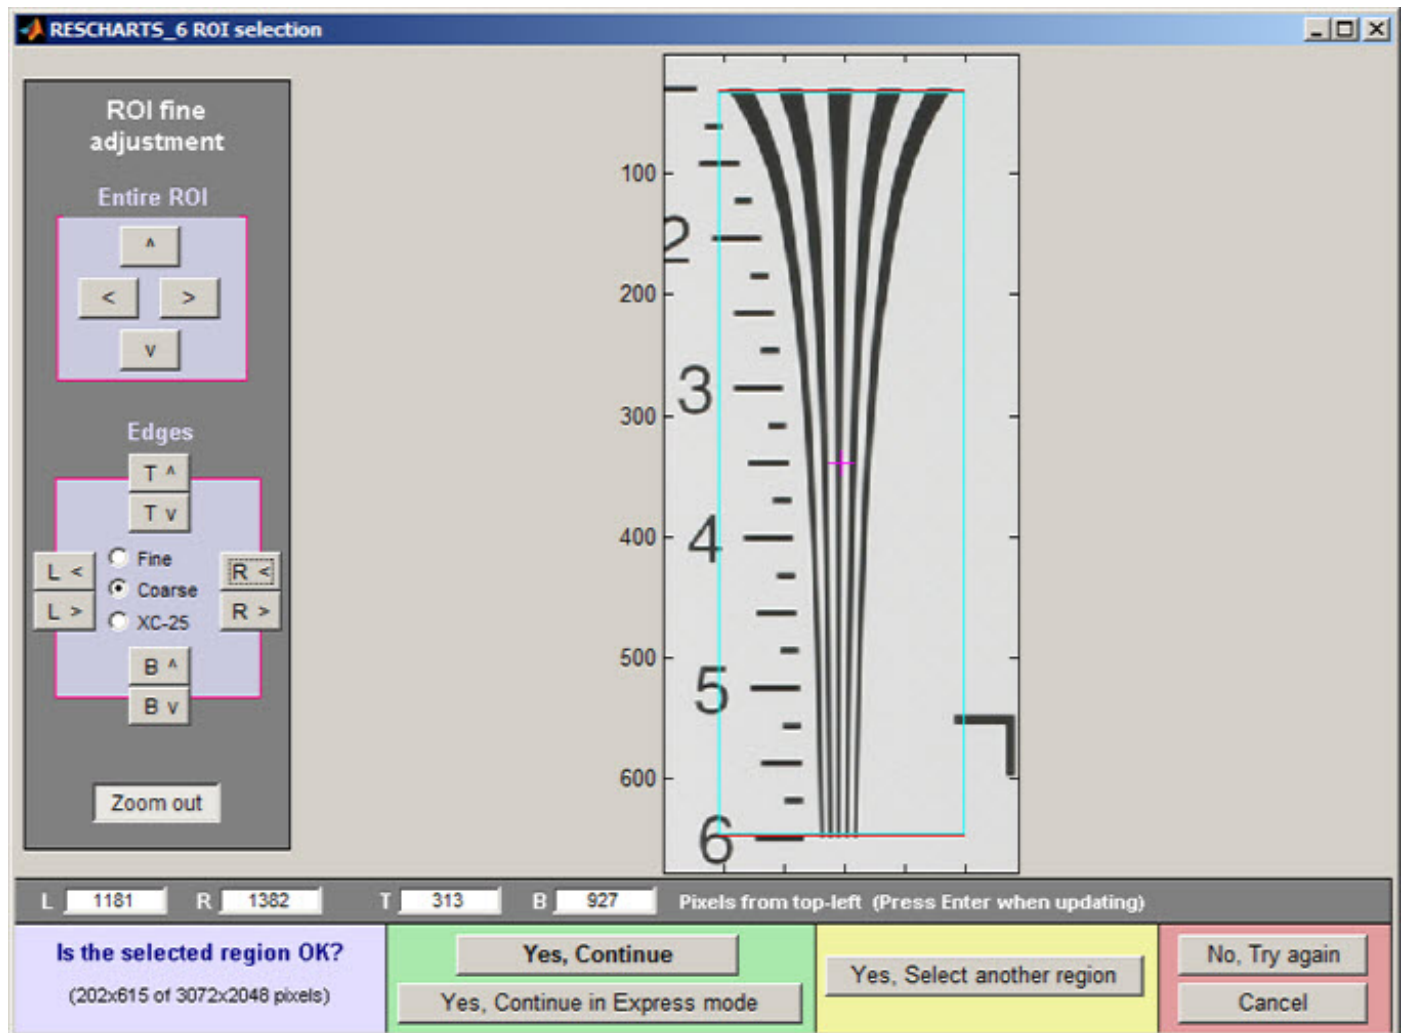 RESCHARTS_6 ROI selection
ROI fine
adjustment
Entire ROI
^
< >
v
Edges
T ^
T v
L <
L >
Fine
Coarse
XC-25
R <
R >
B ^
B v
Zoom out
100
200
300
400
500
600
2
3
4
5
6
L 1181 R 1382 T 313 B 927 Pixels from top-left (Press Enter when updating)
Is the selected region OK?
(202x615 of 3072x2048 pixels)
Yes, Continue
Yes, Continue in Express mode
Yes, Select another region
No, Try again
Cancel